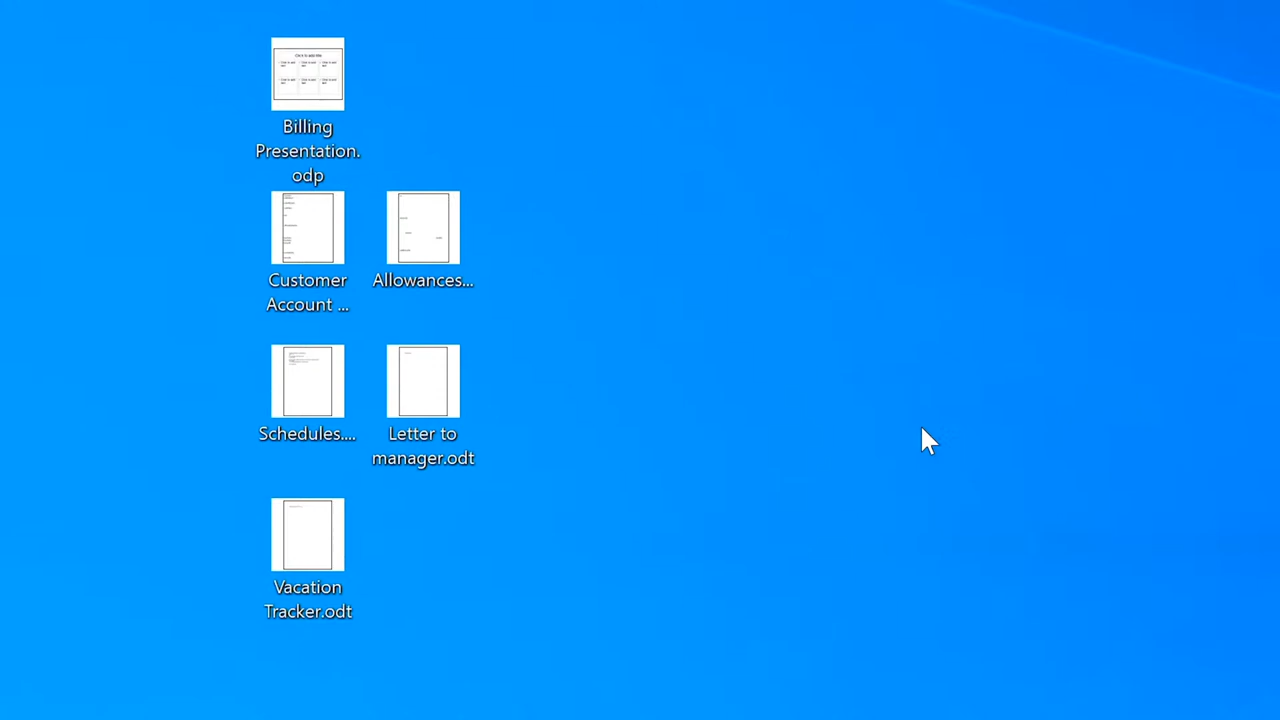 Billing
Presentation.
odp
Customer
Account ...
Allowances...
Schedules....
Letter to
manager.odt
Vacation
Tracker.odt